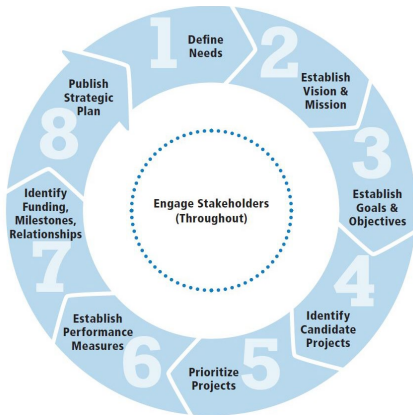 1
Define
Needs
2
Establish
Vision &
Mission
3
Establish
Goals &
Objectives
4
Identify
Candidate
Projects
5
Prioritize
Projects
6
Establish
Performance
Measures
7
Identify
Funding,
Milestones,
Relationships
8
Publish
Strategic
Plan
Engage Stakeholders
(Throughout)